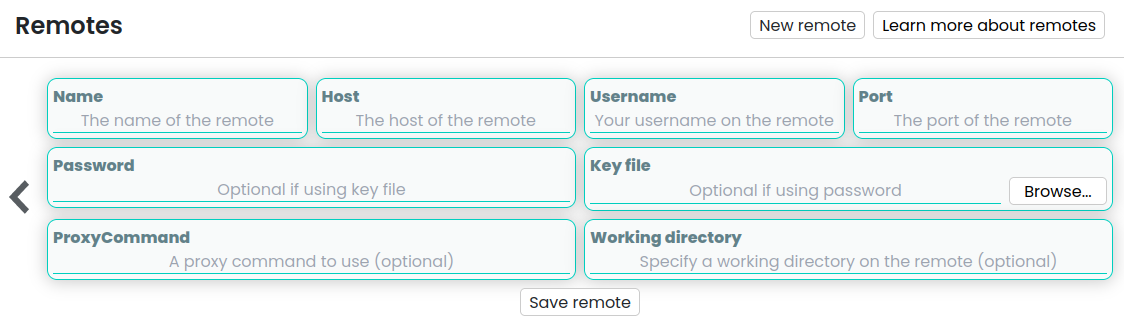 Remotes
New remote
Learn more about remotes
Name
Host
Username
Port
The name of the remote
The host of the remote
Your username on the remote
The port of the remote
Password
Key file
Optional if using key file
Optional if using password
Browse...
ProxyCommand
Working directory
A proxy command to use (optional)
Specify a working directory on the remote (optional)
Save remote